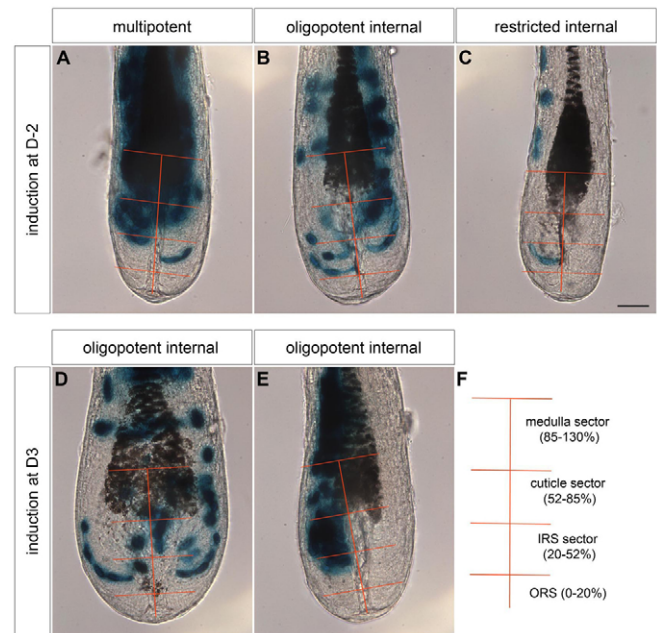 multipotent
oligopotent internal
restricted internal
induction at D-2
A
B
C
oligopotent internal
oligopotent internal
induction at D3
D
E
F
medulla sector
(85-130%)
cuticle sector
(52-85%)
IRS sector
(20-52%)
ORS (0-20%)